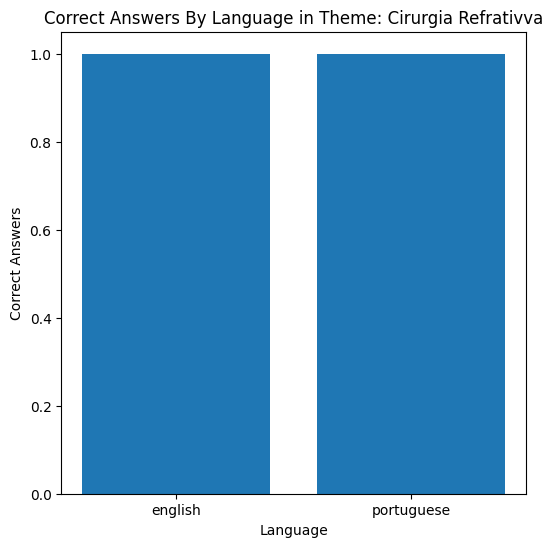 Correct Answers By Language in Theme: Cirurgia Refrativva
1.0
0.8
0.6
0.4
0.2
0.0
Correct Answers
english portuguese
Language